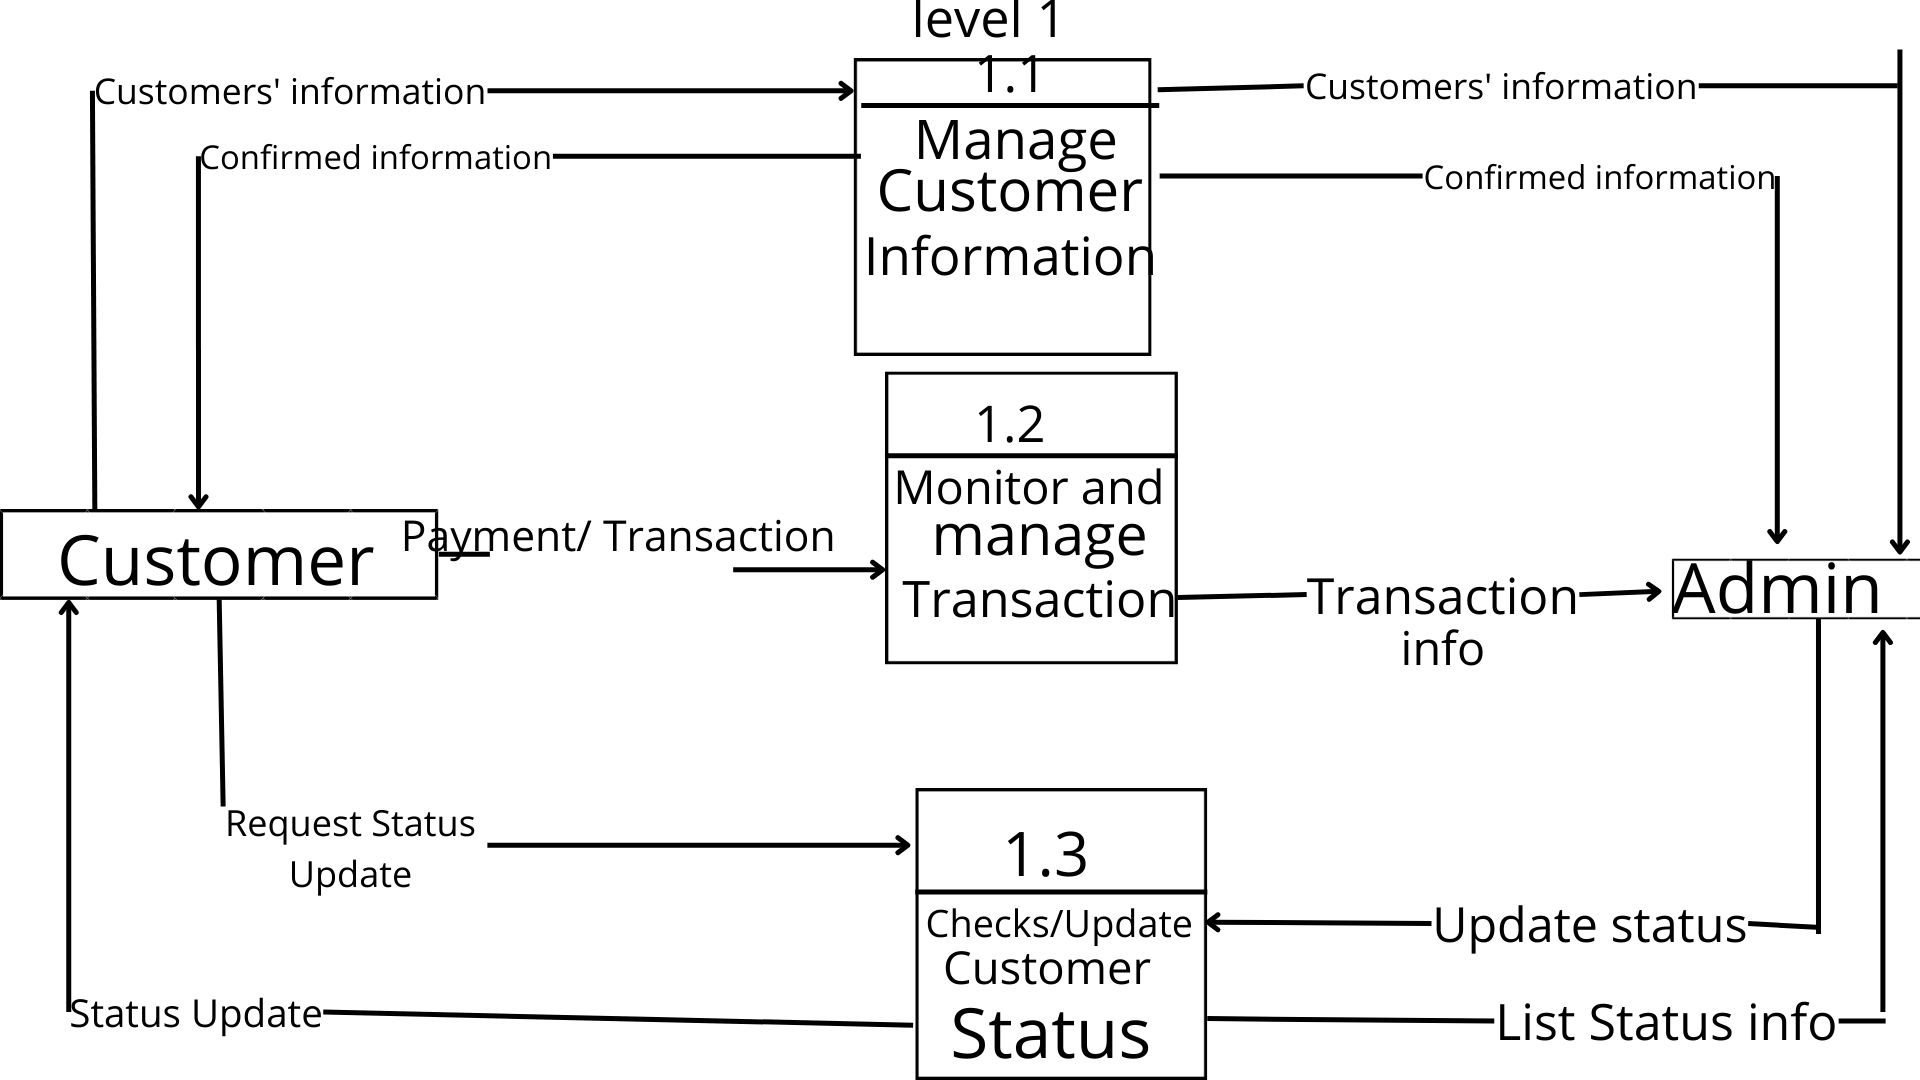 level 1
1.1
Customers' information
Customers' information
Manage
Confirmed information
Confirmed information
Customer
Information
1.2
Monitor and
manage
Transaction
Payment/ Transaction
Customer
Admin
Transaction
info
Request Status
Update
1.3
Checks/Update
Customer
Status
Update status
Status Update
List Status info